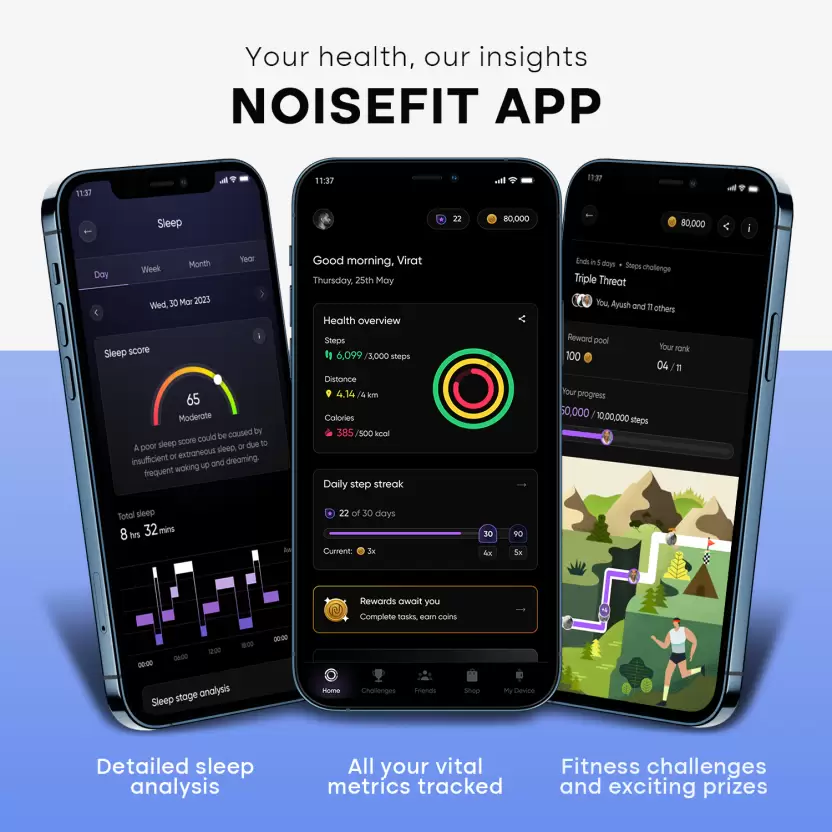 Your health, our insights
NOISEFIT APP
11:37
Sleep
Day Week Month Year
Wed, 30 Mar 2023
Sleep score
65
Moderate
A poor sleep score could be caused by
insufficient or extraneous sleep, or due to
frequent waking up and dreaming.
Total sleep
8 hrs 32 mins
Aw
00:00 06:00 12:00 18:00 00:00
Sleep stage analysis
11:37
22 80,000
Good morning, Virat
Thursday, 25th May
Health overview
Steps
6,099 /3,000 steps
Distance
4.14 /4 km
Calories
385 /500 kcal
Daily step streak
22 of 30 days
30 90
Current: 3x 4x 5x
Rewards await you
Complete tasks, earn coins
Home Challenges Friends Shop My Device
11:37
80,000
Ends in 5 days • Steps challenge
Triple Threat
You, Ayush and 11 others
Reward pool Your rank
100 04 / 11
Your progress
50,000 / 10,00,000 steps
+4
Detailed sleep
analysis
All your vital
metrics tracked
Fitness challenges
and exciting prizes